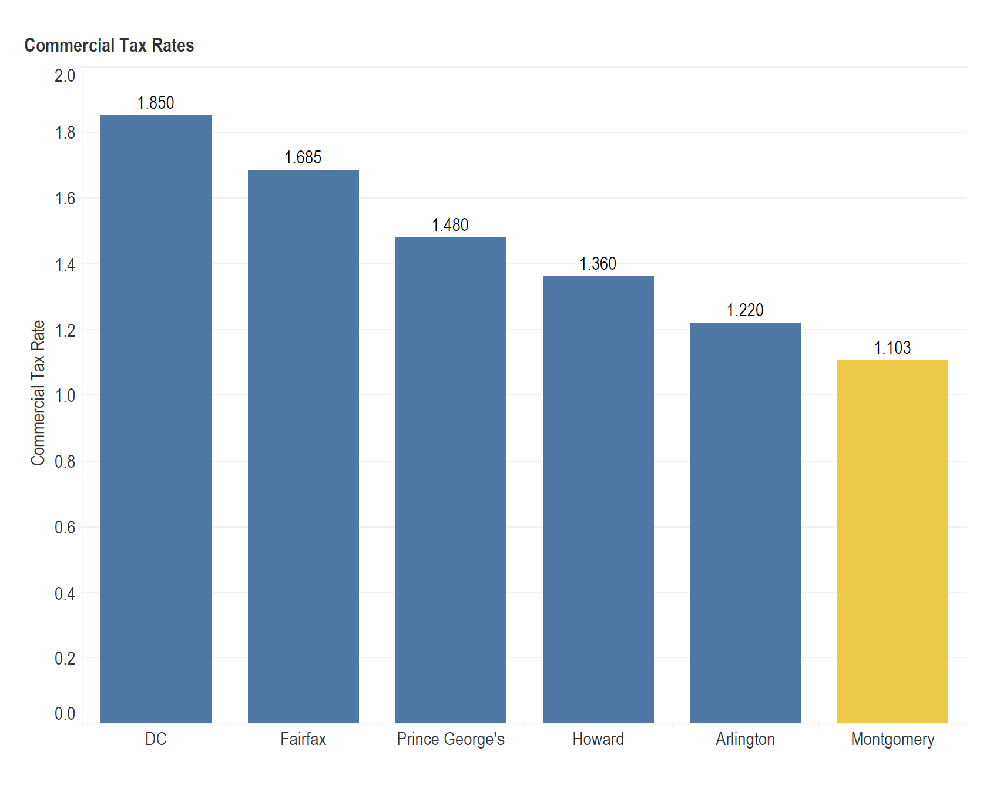 Commercial Tax Rates
Commercial Tax Rate
2.0
1.8
1.6
1.4
1.2
1.0
0.8
0.6
0.4
0.2
0.0
1.850
1.685
1.480
1.360
1.220
1.103
DC
Fairfax
Prince George's
Howard
Arlington
Montgomery